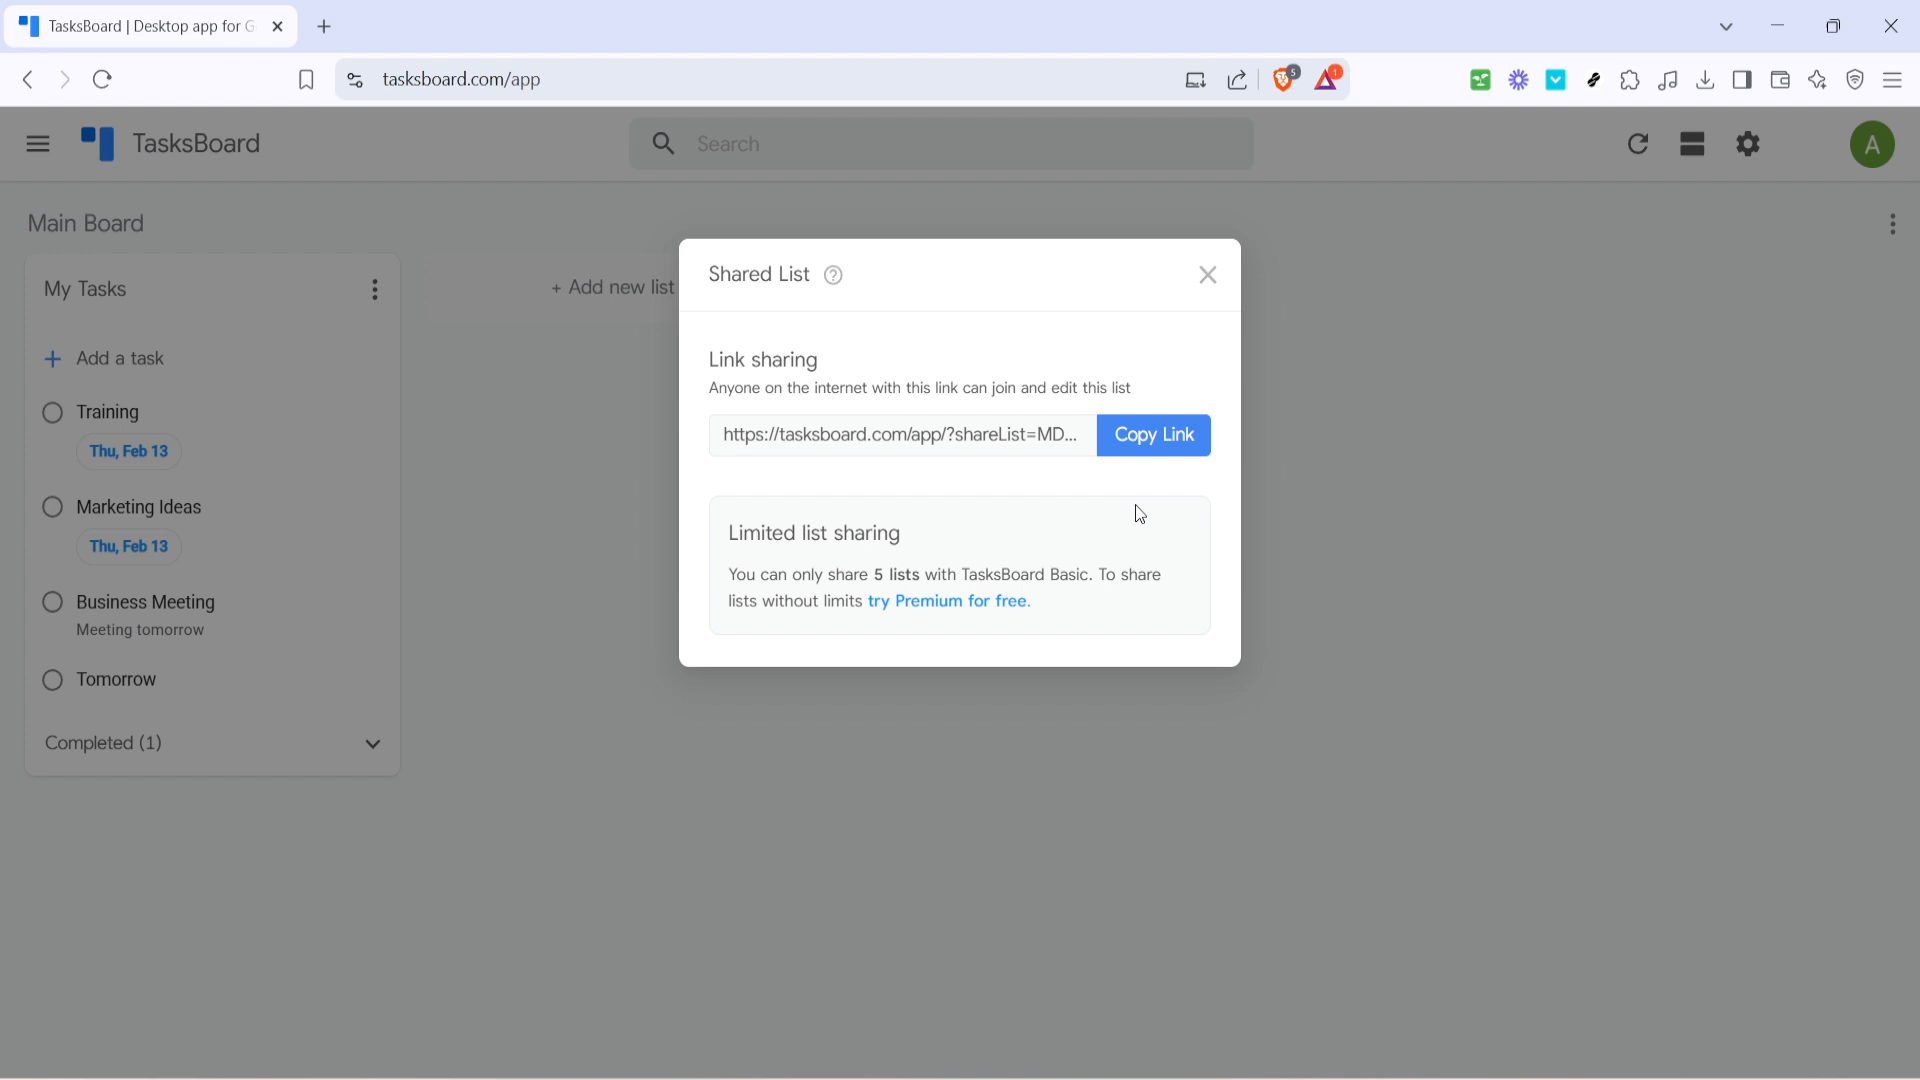 TasksBoard | Desktop app for G
tasksboard.com/app
5
1
TasksBoard
Search
A
Main Board
My Tasks
+ Add new list
Add a task
Training
Thu, Feb 13
Marketing Ideas
Thu, Feb 13
Business Meeting
Meeting tomorrow
Tomorrow
Completed (1)
Shared List
Link sharing
Anyone on the internet with this link can join and edit this list
https://tasksboard.com/app/?shareList=MD...
Copy Link
Limited list sharing
You can only share 5 lists with TasksBoard Basic. To share
lists without limits try Premium for free.